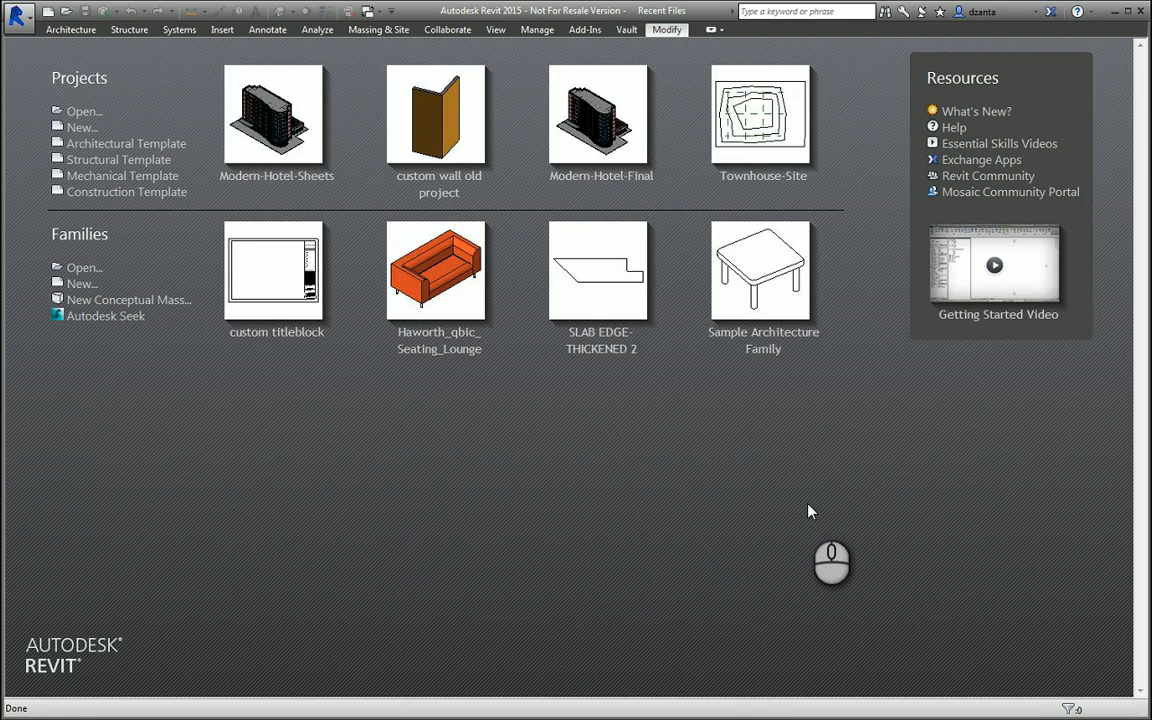 Autodesk Revit 2015 - Not For Resale Version - Recent Files
Type a keyword or phrase
dzanta
Architecture Structure Systems Insert Annotate Analyze Massing & Site Collaborate View Manage Add-Ins Vault Modify
Projects
Open...
New...
Architectural Template
Structural Template
Mechanical Template
Construction Template
Modern-Hotel-Sheets
custom wall old
project
Modern-Hotel-Final
Townhouse-Site
Families
Open...
New...
New Conceptual Mass...
Autodesk Seek
custom titleblock
Haworth_qbic_
Seating_Lounge
SLAB EDGE-
THICKENED 2
Sample Architecture
Family
Resources
What's New?
Help
Essential Skills Videos
Exchange Apps
Revit Community
Mosaic Community Portal
Getting Started Video
AUTODESK®
REVIT®
Done
:0